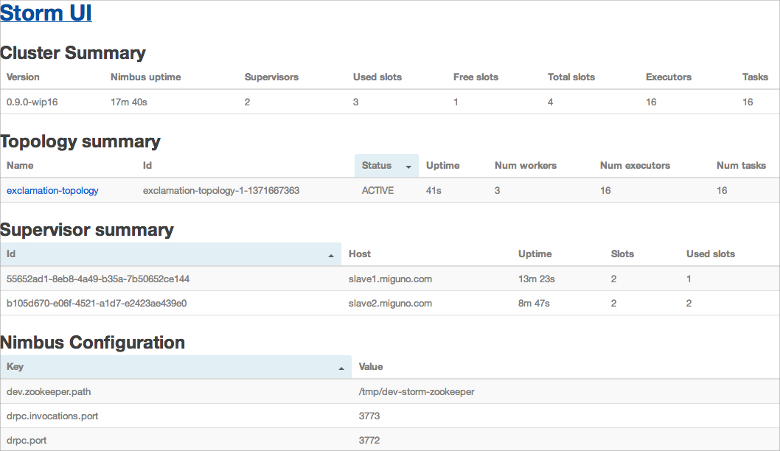 Storm UI
Cluster Summary
Version Nimbus uptime Supervisors Used slots Free slots Total slots Executors Tasks
0.9.0-wip16 17m 40s 2 3 1 4 16 16
Topology summary
Name Id Status Uptime Num workers Num executors Num tasks
exclamation-topology exclamation-topology-1-1371667363 ACTIVE 41s 3 16 16
Supervisor summary
Id Host Uptime Slots Used slots
55652ad1-8eb8-4a49-b35a-7b50652ce144 slave1.miguno.com 13m 23s 2 1
b105d670-e06f-4521-a1d7-e2423ae439e0 slave2.miguno.com 8m 47s 2 2
Nimbus Configuration
Key Value
dev.zookeeper.path /tmp/dev-storm-zookeeper
drpc.invocations.port 3773
drpc.port 3772